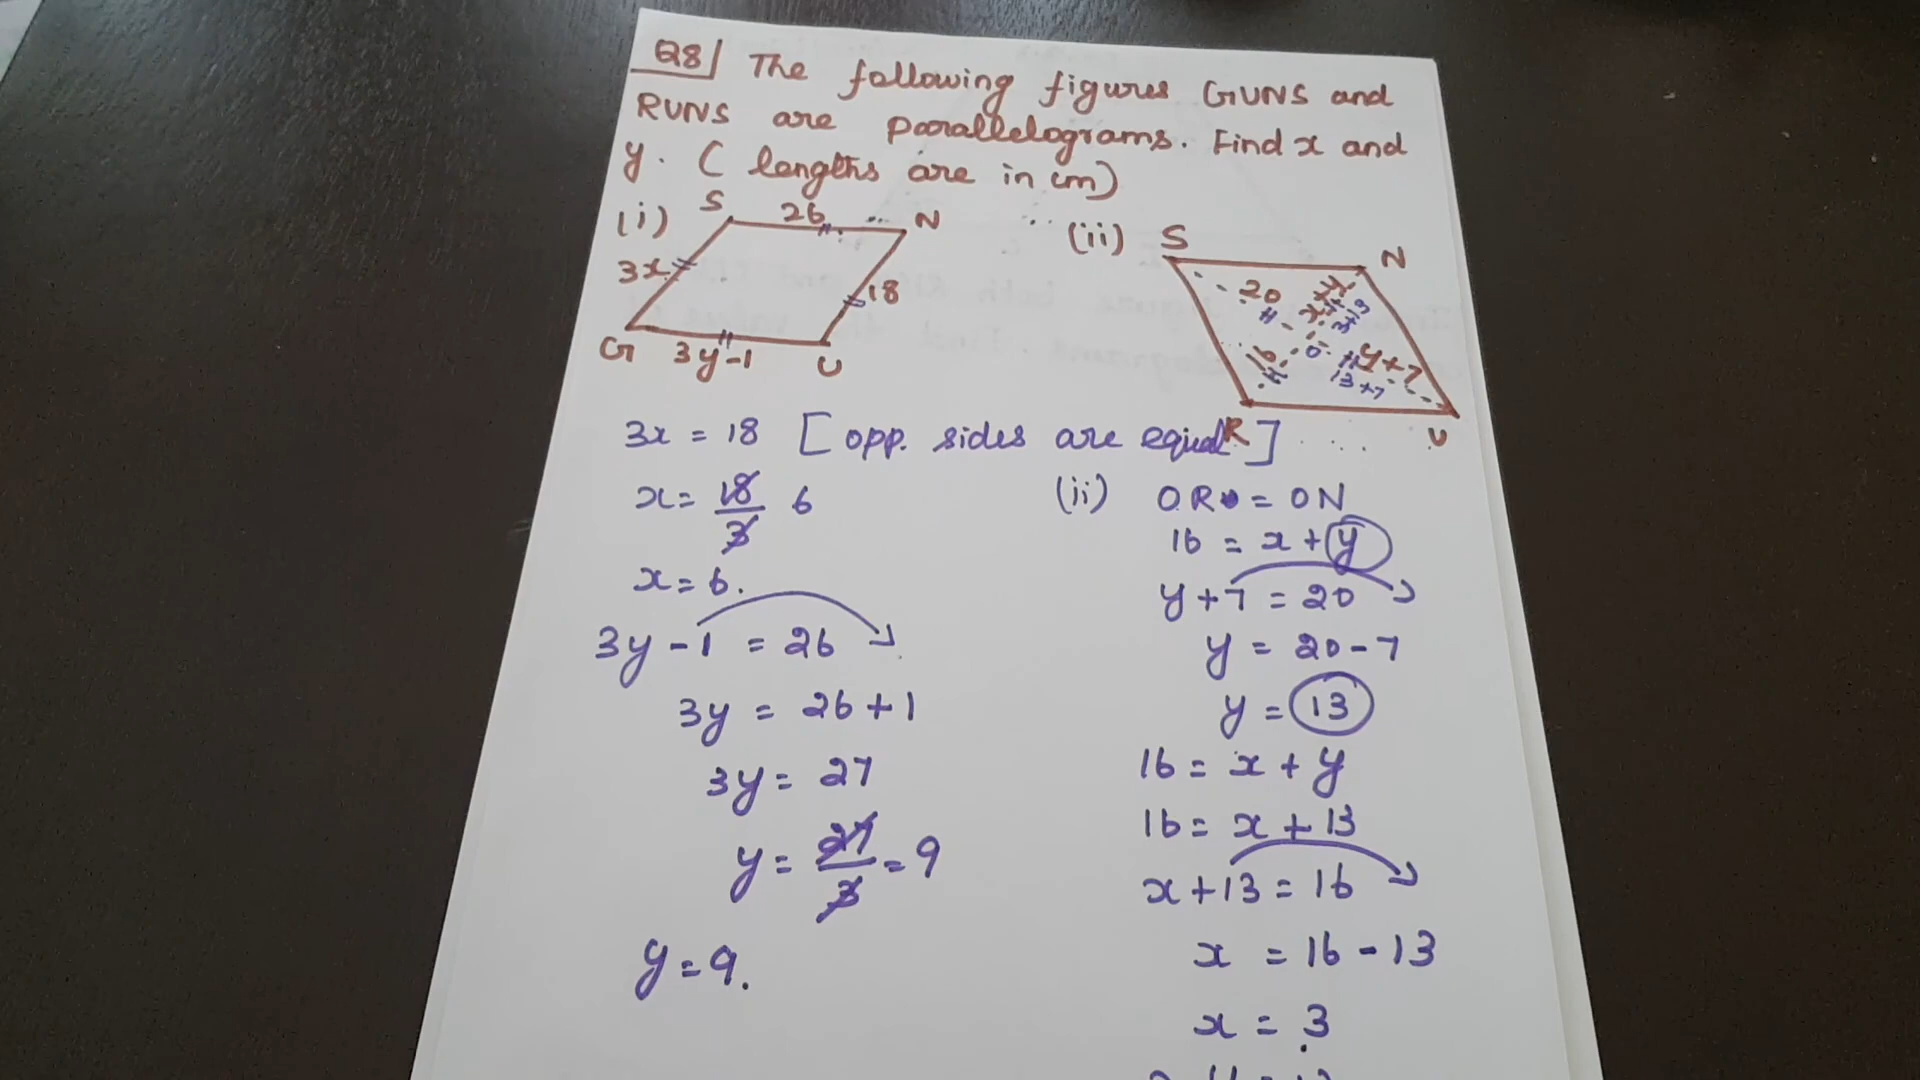 Q8| The following figures GUNS and
RUNS are parallelograms. Find x and
y. ( lengths are in cm)
(i)
S 26 N
3x
18
G 3y-1 U
(ii)
S N
20
16
O
y+7
13+7
R U
3x = 18 [opp. sides are equal]
x = 18/3 6
x = 6.
3y - 1 = 26
3y = 26 + 1
3y = 27
y = 27/3 = 9
y = 9.
(ii) OR = ON
16 = x + y
y + 7 = 20
y = 20 - 7
y = 13
16 = x + y
16 = x + 13
x + 13 = 16
x = 16 - 13
x = 3